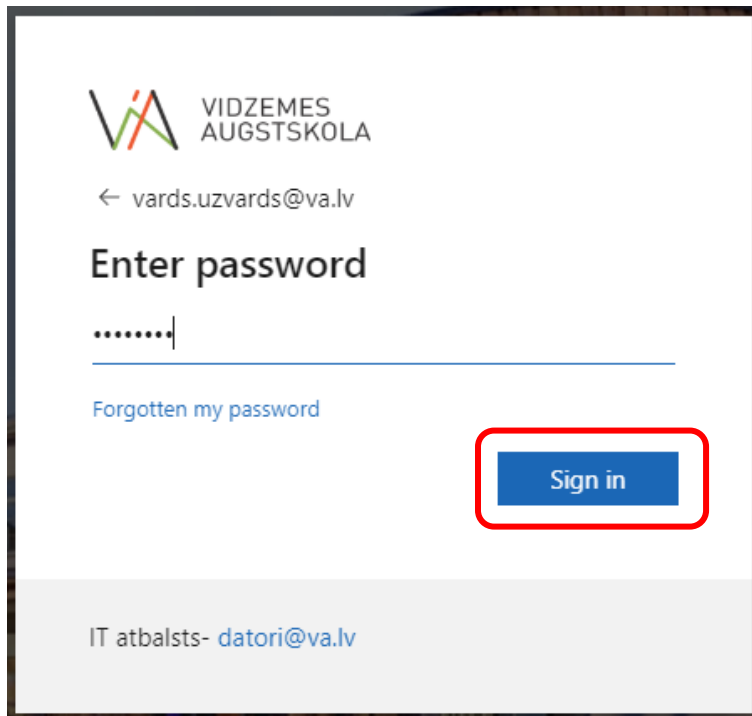 VIDZEMES
AUGSTSKOLA
← vards.uzvards@va.lv
Enter password
••••••••
Forgotten my password
Sign in
IT atbalsts- datori@va.lv